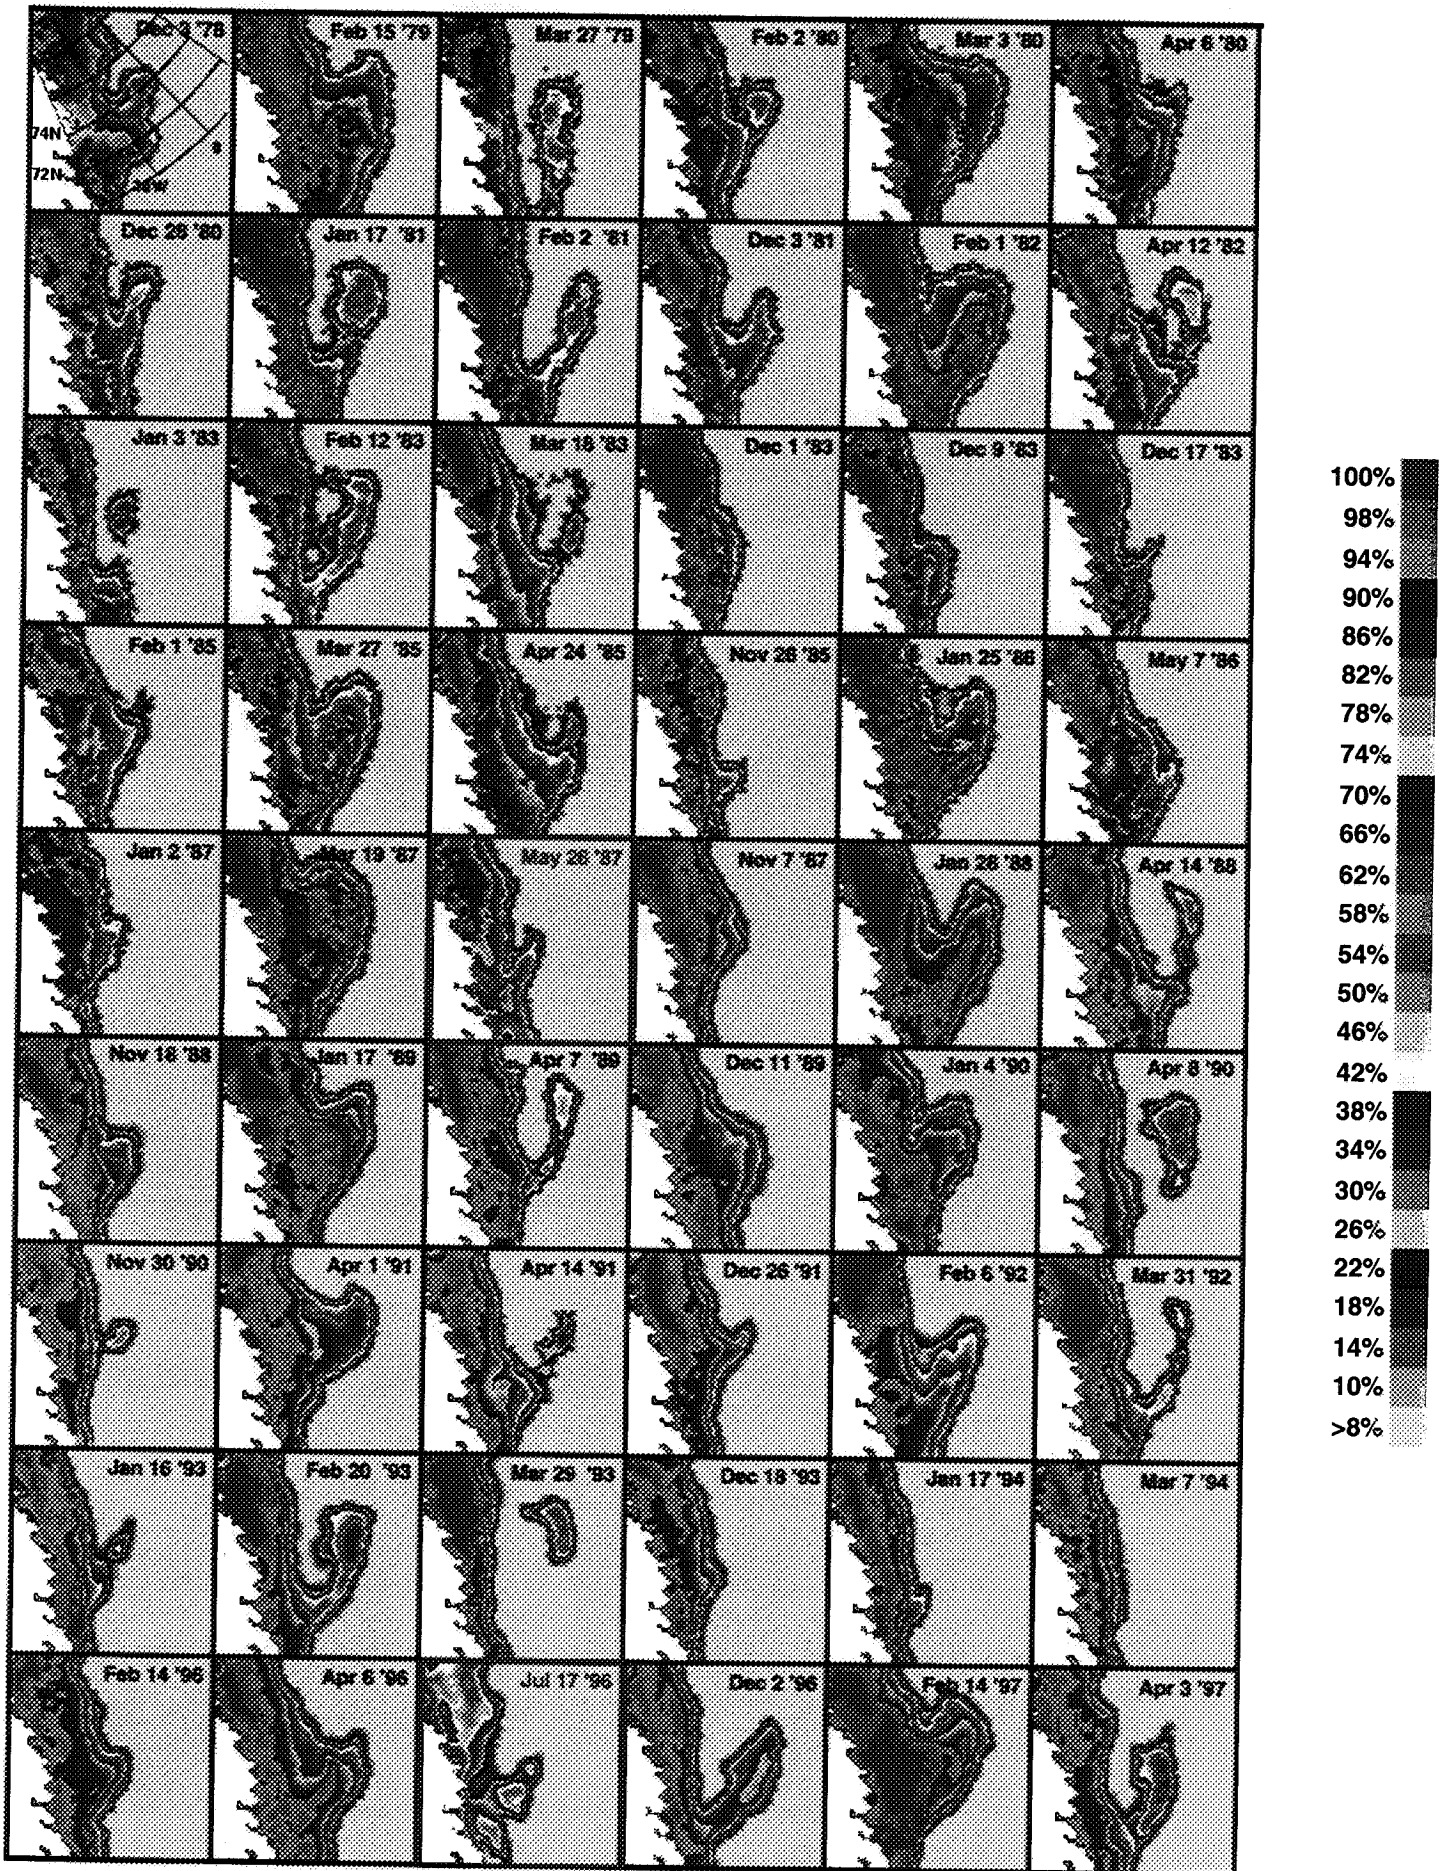 Dec 3 '78
Feb 15 '79
Mar 27 '79
Feb 2 '80
Mar 3 '80
Apr 6 '80
74N
72N
Dec 28 '80
Jan 17 '81
Feb 2 '81
Dec 3 '81
Feb 1 '82
Apr 12 '82
Jan 3 '83
Feb 12 '83
Mar 16 '83
Dec 1 '83
Dec 9 '83
Dec 17 '83
Feb 1 '85
Mar 27 '85
Apr 24 '85
Nov 26 '85
Jan 25 '86
May 7 '86
Jan 2 '87
Mar 19 '87
May 26 '87
Nov 7 '87
Jan 28 '88
Apr 14 '88
Nov 18 '88
Jan 17 '89
Apr 7 '89
Dec 11 '89
Jan 4 '90
Apr 8 '90
Nov 30 '90
Apr 1 '91
Apr 14 '91
Dec 26 '91
Feb 6 '92
Mar 31 '92
Jan 16 '93
Feb 20 '93
Mar 29 '93
Dec 18 '93
Jan 17 '94
Mar 7 '94
Feb 14 '96
Apr 6 '96
Jul 17 '96
Dec 2 '96
Feb 14 '97
Apr 3 '97
100%
98%
94%
90%
86%
82%
78%
74%
70%
66%
62%
58%
54%
50%
46%
42%
38%
34%
30%
26%
22%
18%
14%
10%
>8%